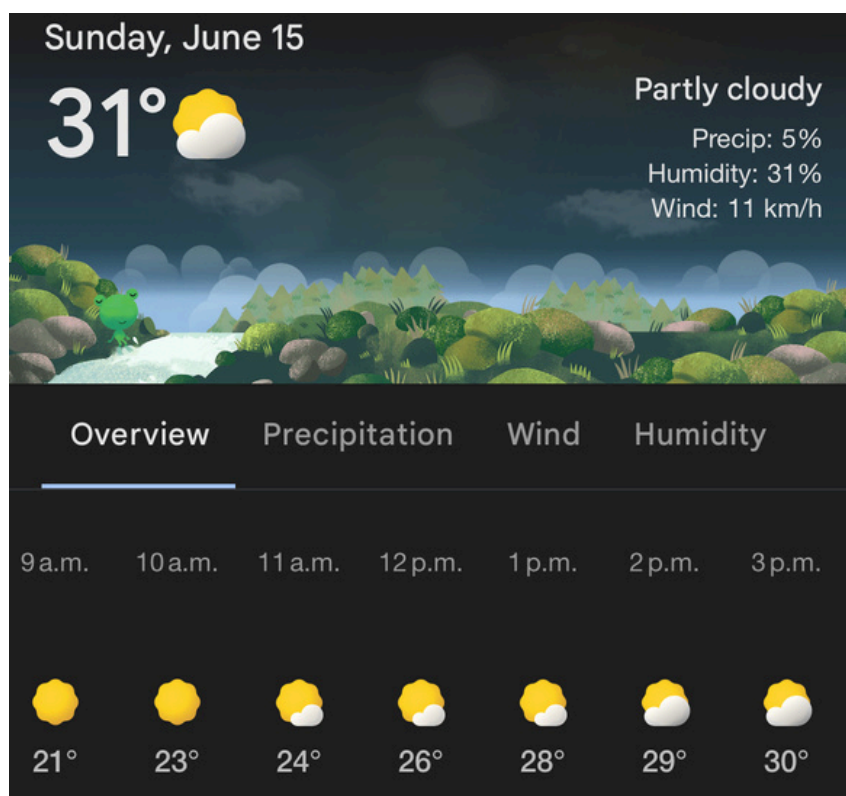 Sunday, June 15
31°
Partly cloudy
Precip: 5%
Humidity: 31%
Wind: 11 km/h
Overview Precipitation Wind Humidity
9 a.m. 10 a.m. 11 a.m. 12 p.m. 1 p.m. 2 p.m. 3 p.m.
21° 23° 24° 26° 28° 29° 30°